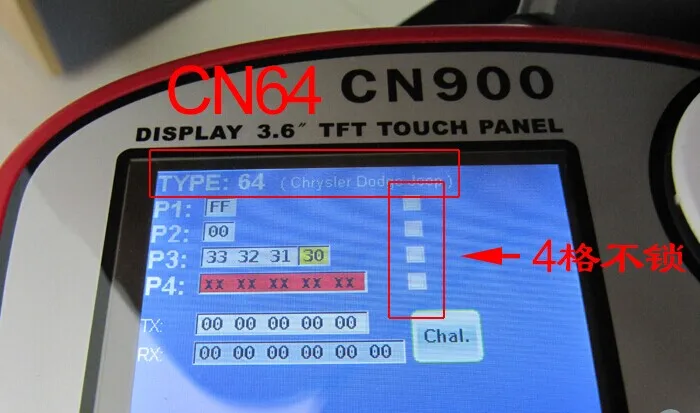 CN64 CN900
DISPLAY 3.6" TFT TOUCH PANEL
TYPE: 64 ( Chrysler Dodge Jeep )
P1: FF
P2: 00
P3: 33 32 31 30
4格不锁
P4: XX XX XX XX XX
TX: 00 00 00 00 00
RX: 00 00 00 00 00 00
Chal.